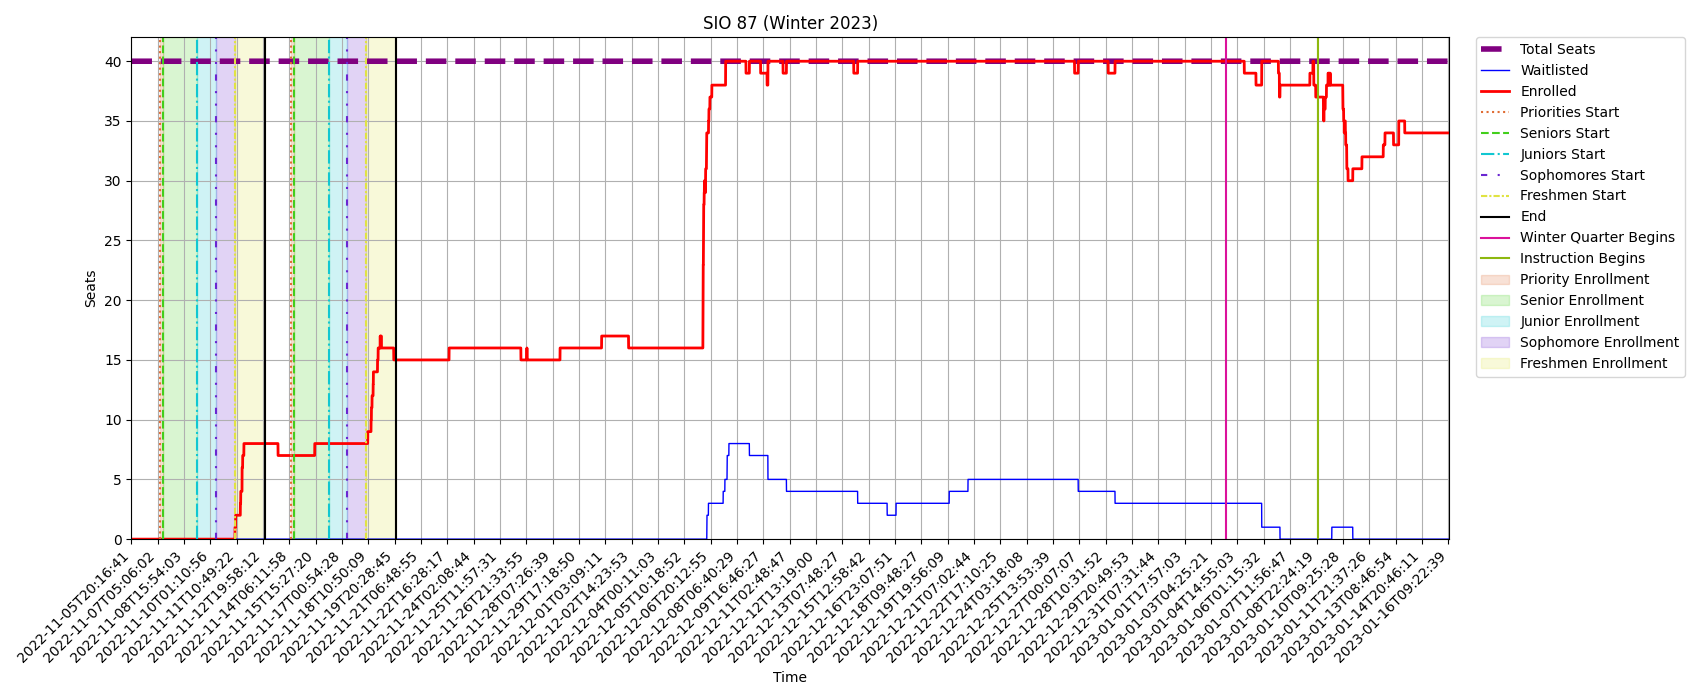 SIO 87 (Winter 2023)
Seats
40
35
30
25
20
15
10
5
0
2022-11-05T20:16:41
2022-11-07T05:06:02
2022-11-08T15:54:03
2022-11-10T01:10:56
2022-11-11T10:49:22
2022-11-12T19:58:12
2022-11-14T06:11:58
2022-11-15T15:27:20
2022-11-17T00:54:28
2022-11-18T10:50:09
2022-11-19T20:28:45
2022-11-21T06:48:55
2022-11-22T16:28:17
2022-11-24T02:08:44
2022-11-25T11:57:31
2022-11-26T21:33:55
2022-11-28T07:26:39
2022-11-29T17:18:50
2022-12-01T03:09:11
2022-12-02T14:23:53
2022-12-04T00:11:03
2022-12-05T10:18:52
2022-12-06T20:12:55
2022-12-08T06:40:29
2022-12-09T16:46:27
2022-12-11T02:48:47
2022-12-12T13:19:00
2022-12-13T07:48:27
2022-12-15T12:58:42
2022-12-16T23:07:51
2022-12-18T09:48:27
2022-12-19T19:56:09
2022-12-21T07:02:44
2022-12-22T17:10:25
2022-12-24T03:18:08
2022-12-25T13:53:39
2022-12-27T00:07:07
2022-12-28T10:31:52
2022-12-29T20:49:53
2022-12-31T07:31:44
2023-01-01T17:57:03
2023-01-03T04:25:21
2023-01-04T14:55:03
2023-01-06T01:15:32
2023-01-07T11:56:47
2023-01-08T22:24:19
2023-01-10T09:25:28
2023-01-11T21:37:26
2023-01-13T08:46:54
2023-01-14T20:46:11
2023-01-16T09:22:39
Time
Total Seats
Waitlisted
Enrolled
Priorities Start
Seniors Start
Juniors Start
Sophomores Start
Freshmen Start
End
Winter Quarter Begins
Instruction Begins
Priority Enrollment
Senior Enrollment
Junior Enrollment
Sophomore Enrollment
Freshmen Enrollment